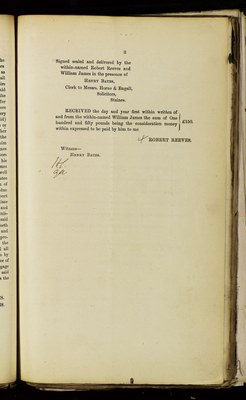 3
Signed sealed and delivered by the
within-named Robert Reeves and
William James in the presence of
HENRY BATES,
Clerk to Messrs. Horne & Engall,
Solicitors,
Staines.
RECEIVED the day and year first within written of
and from the within-named William James the sum of One
hundred and fifty pounds being the consideration money
within expressed to be paid by him to me
£150.
ROBERT REEVES.
Witness—
HENRY BATES.